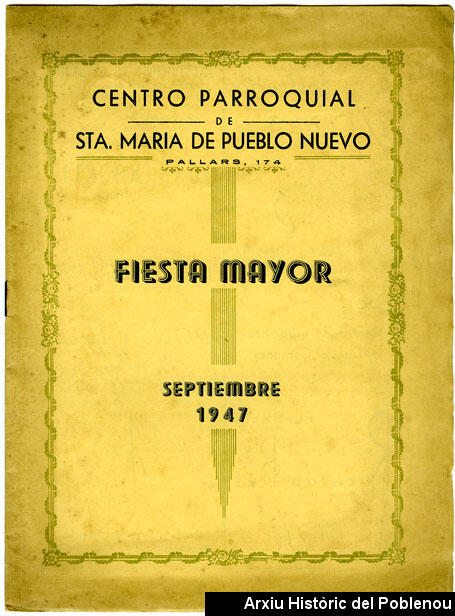 CENTRO PARROQUIAL
DE
STA. MARIA DE PUEBLO NUEVO
PALLARS, 174
FIESTA MAYOR
SEPTIEMBRE
1947
Arxiu Històric del Poblenou